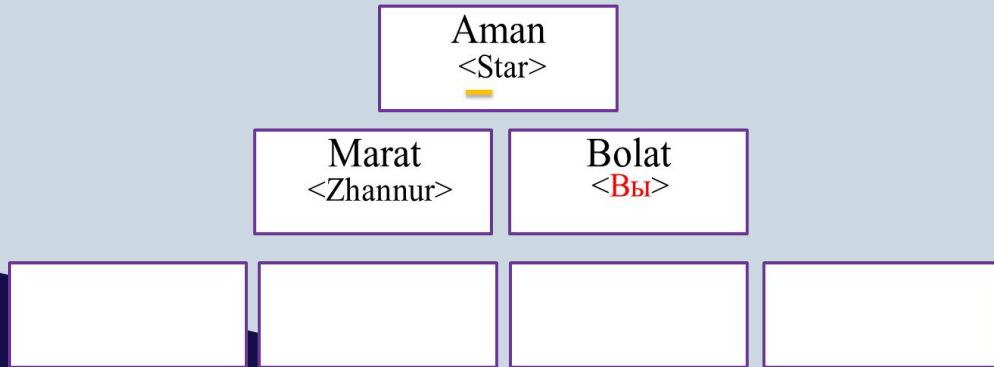 Aman
<Star>
Marat
<Zhannur>
Bolat
<Вы>